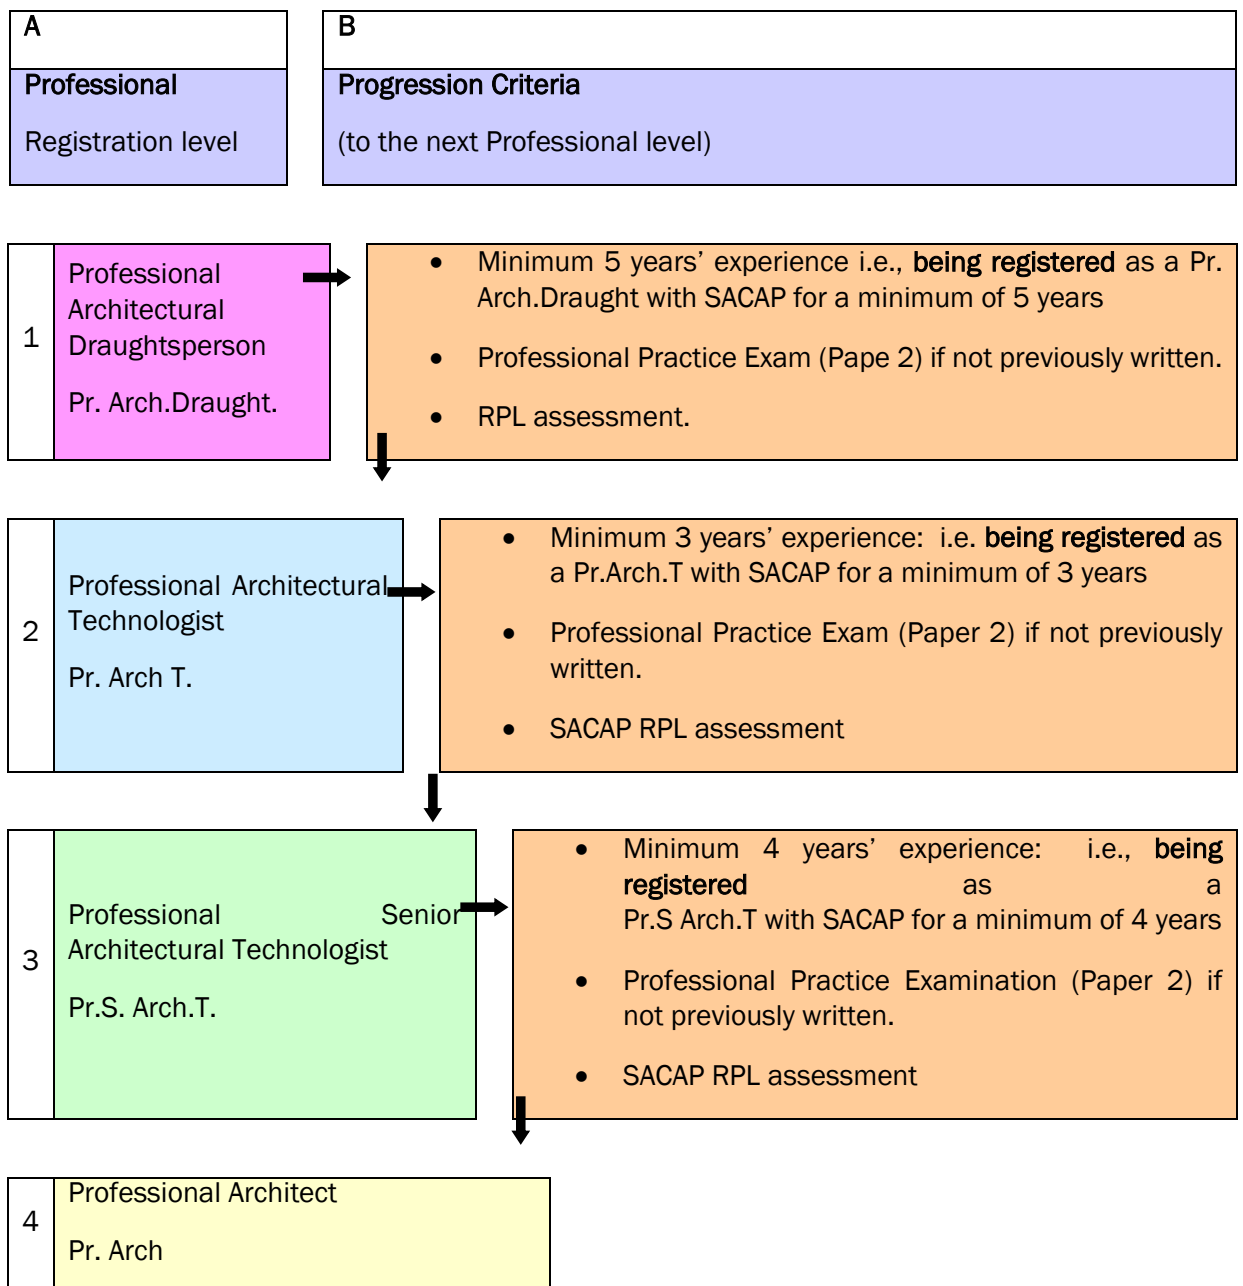 A
B
Professional
Registration level
Progression Criteria
(to the next Professional level)
1
Professional
Architectural
Draughtsperson
Pr. Arch.Draught.
• Minimum 5 years’ experience i.e., being registered as a Pr.
Arch.Draught with SACAP for a minimum of 5 years
• Professional Practice Exam (Pape 2) if not previously written.
• RPL assessment.
2
Professional Architectural
Technologist
Pr. Arch T.
• Minimum 3 years’ experience: i.e. being registered as
a Pr.Arch.T with SACAP for a minimum of 3 years
• Professional Practice Exam (Paper 2) if not previously
written.
• SACAP RPL assessment
3
Professional Senior
Architectural Technologist
Pr.S. Arch.T.
• Minimum 4 years’ experience: i.e., being
registered as a
Pr.S Arch.T with SACAP for a minimum of 4 years
• Professional Practice Examination (Paper 2) if
not previously written.
• SACAP RPL assessment
4
Professional Architect
Pr. Arch